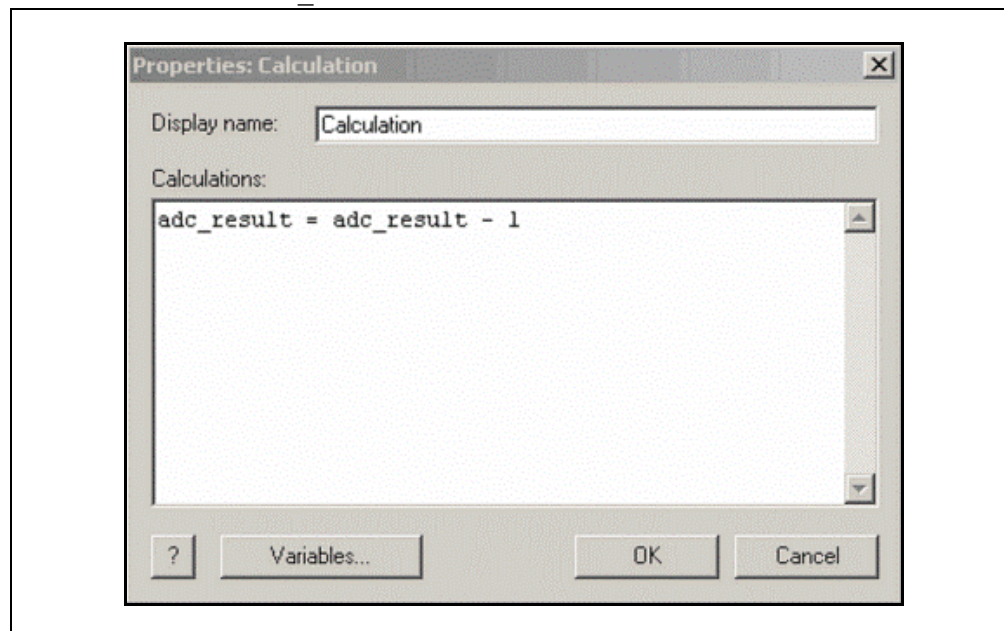 Properties: Calculation
Display name: Calculation
Calculations:
adc_result = adc_result - 1
? Variables... OK Cancel